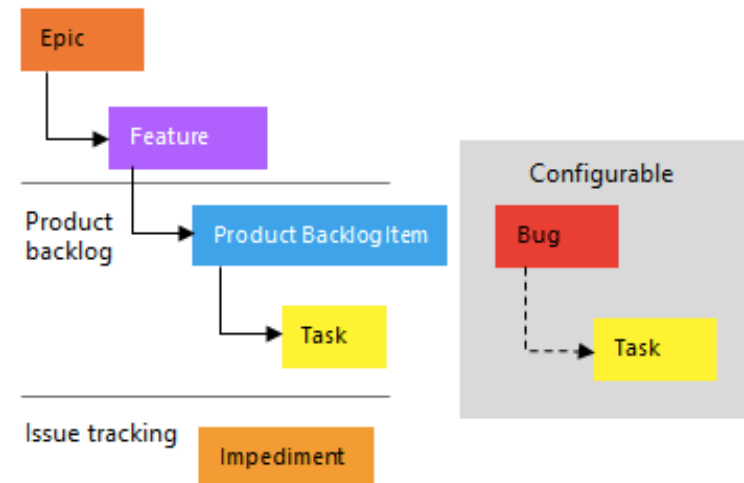 Epic
Feature
Configurable
Product
backlog
Product Backlog Item
Bug
Task
Task
Issue tracking
Impediment